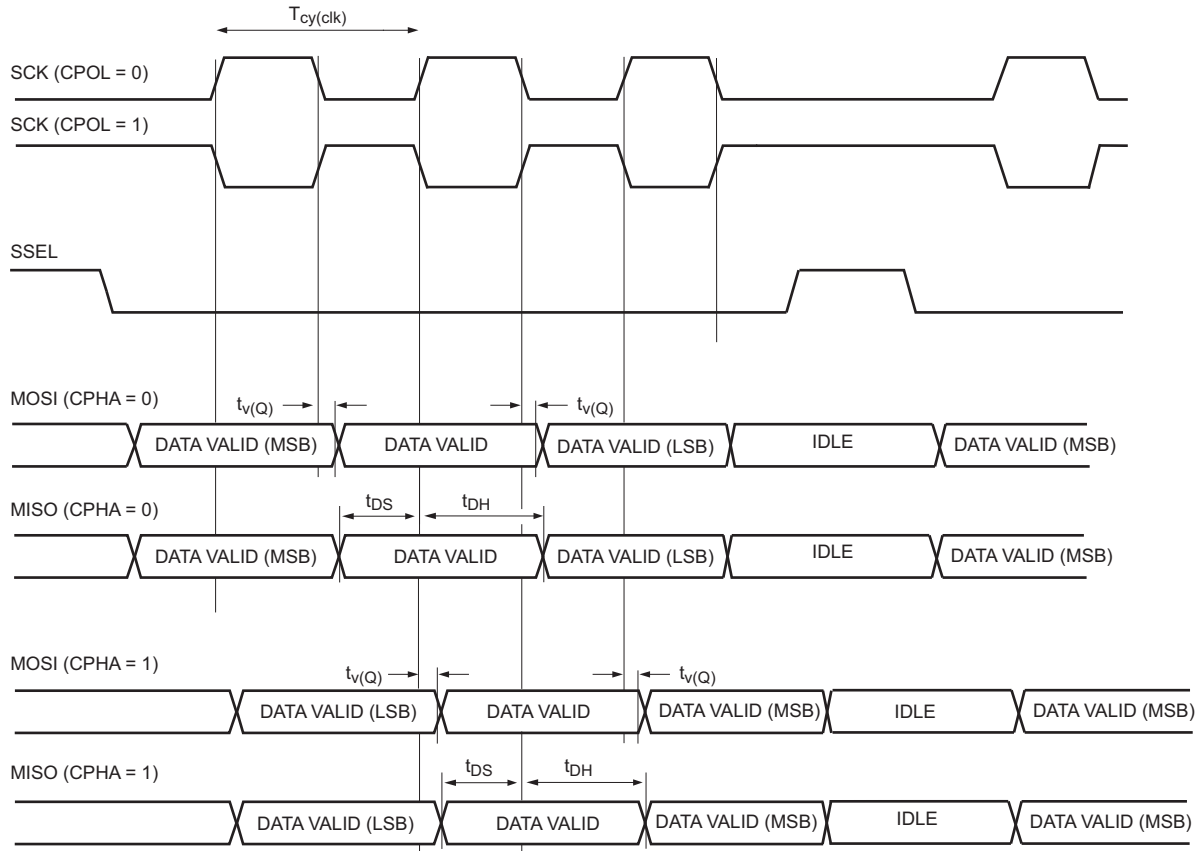 Tcy(clk)
SCK (CPOL = 0)
SCK (CPOL = 1)
SSEL
MOSI (CPHA = 0)
tv(Q) tv(Q)
DATA VALID (MSB) DATA VALID DATA VALID (LSB) IDLE DATA VALID (MSB)
MISO (CPHA = 0)
tDS tDH
DATA VALID (MSB) DATA VALID DATA VALID (LSB) IDLE DATA VALID (MSB)
MOSI (CPHA = 1)
tv(Q) tv(Q)
DATA VALID (LSB) DATA VALID DATA VALID (MSB) IDLE DATA VALID (MSB)
MISO (CPHA = 1)
tDS tDH
DATA VALID (LSB) DATA VALID DATA VALID (MSB) IDLE DATA VALID (MSB)